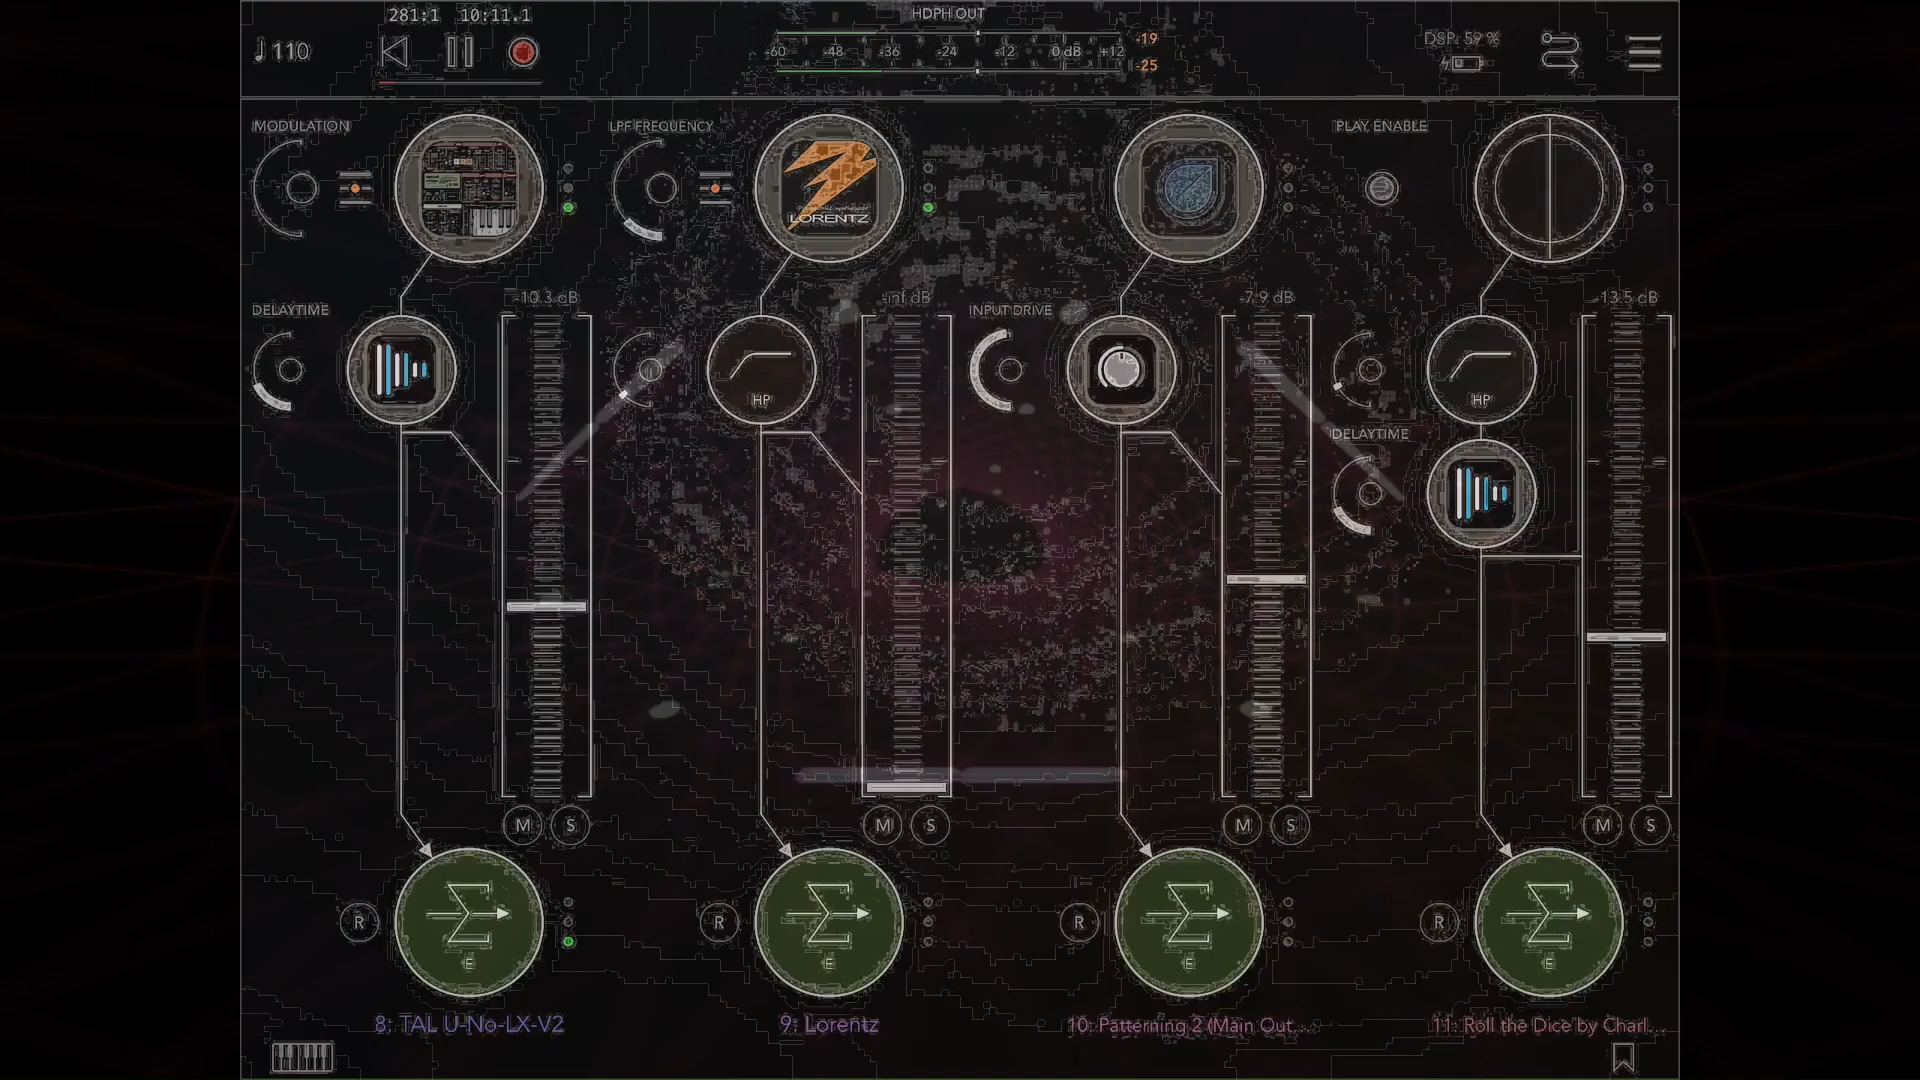 281:1 10:11.1
HDPH OUT
110
-60 -48 -36 -24 -12 0 dB +12
-19
-25
DSP: 59 %
MODULATION
LPF FREQUENCY
PLAY ENABLE
LORENTZ
DELAYTIME
-10.3 dB
-inf dB
INPUT DRIVE
-7.9 dB
-13.5 dB
HP
HP
DELAYTIME
M S
M S
M S
M S
R
R
R
R
E
E
E
E
8: TAL U-No-LX-V2
9: Lorentz
10: Patterning 2 (Main Out...
11: Roll the Dice by Charl...